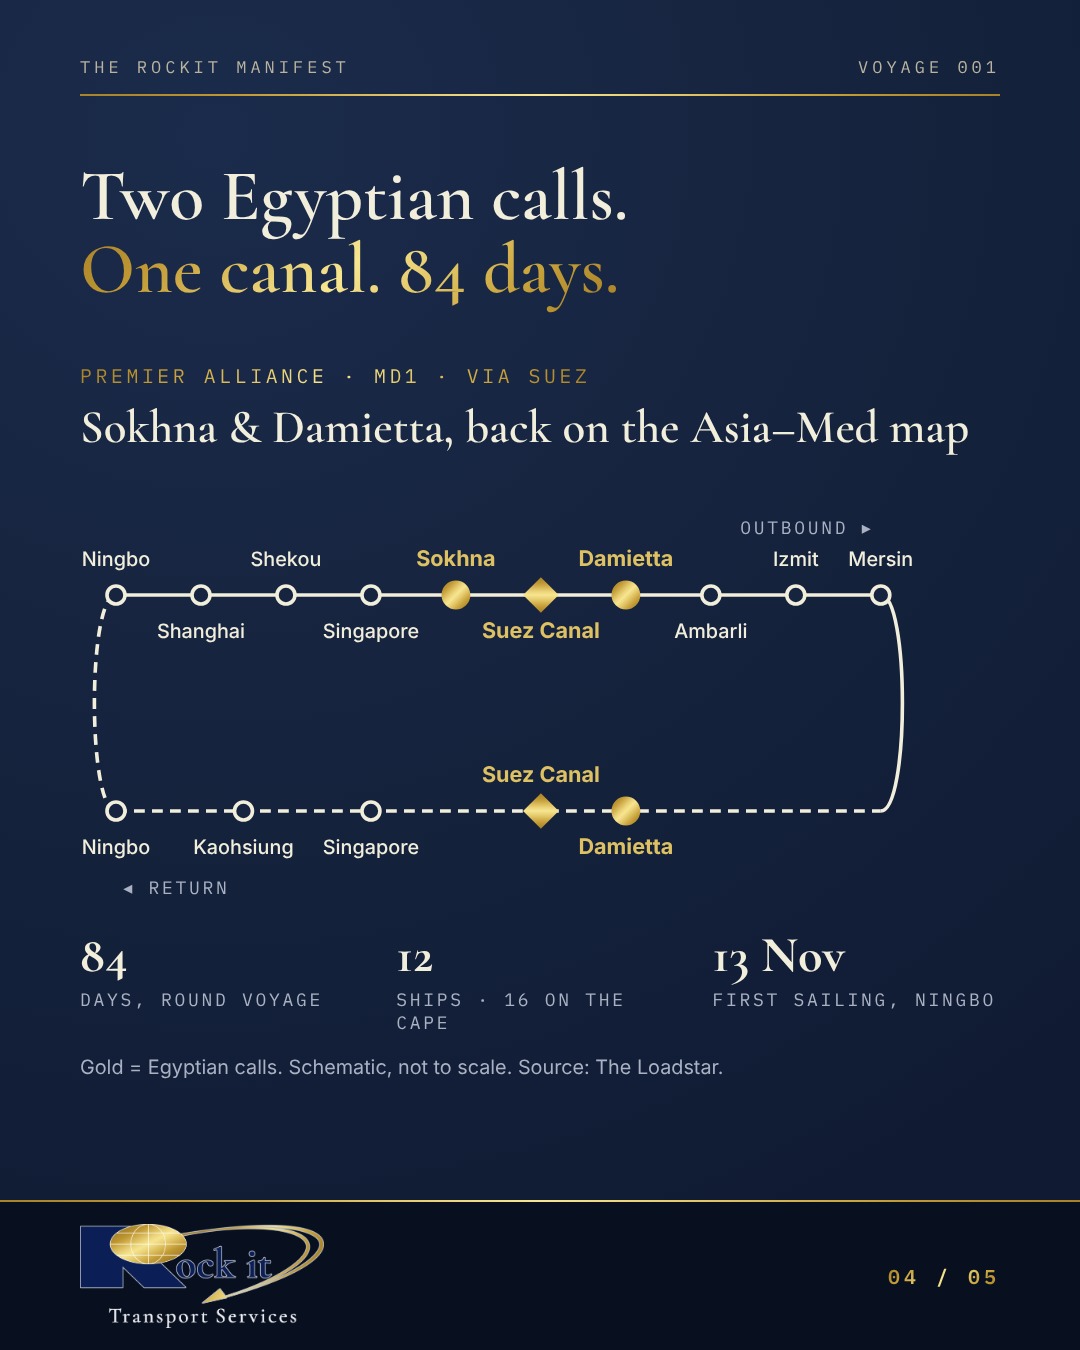 THE ROCKIT MANIFEST
VOYAGE 001
Two Egyptian calls.
One canal. 84 days.
PREMIER ALLIANCE · MD1 · VIA SUEZ
Sokhna & Damietta, back on the Asia–Med map
OUTBOUND ►
Ningbo Shekou Sokhna Damietta Izmit Mersin
Shanghai Singapore Suez Canal Ambarli
Suez Canal
Ningbo Kaohsiung Singapore Damietta
◄ RETURN
84 12 13 Nov
DAYS, ROUND VOYAGE SHIPS · 16 ON THE FIRST SAILING, NINGBO
CAPE
Gold = Egyptian calls. Schematic, not to scale. Source: The Loadstar.
Rock it
Transport Services
04 / 05